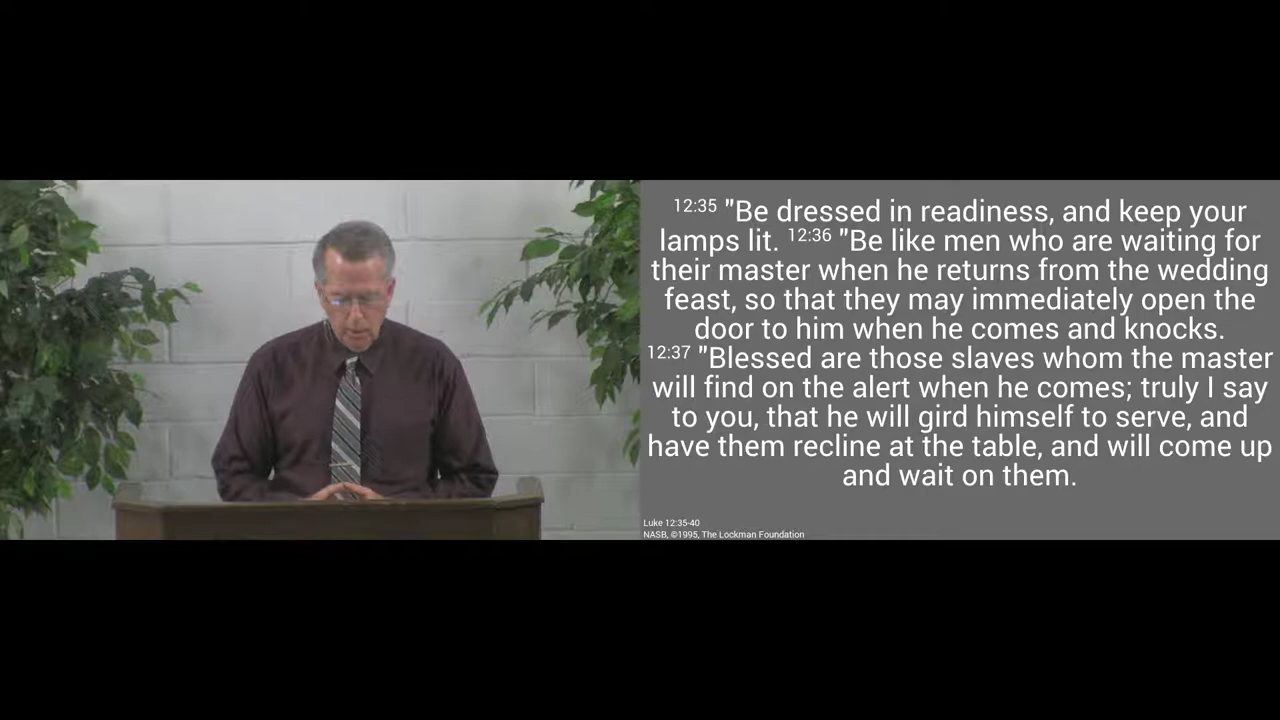 12:35 "Be dressed in readiness, and keep your
lamps lit. 12:36 "Be like men who are waiting for
their master when he returns from the wedding
feast, so that they may immediately open the
door to him when he comes and knocks.
12:37 "Blessed are those slaves whom the master
will find on the alert when he comes; truly I say
to you, that he will gird himself to serve, and
have them recline at the table, and will come up
and wait on them.
Luke 12:35-40
NASB, ©1995, The Lockman Foundation